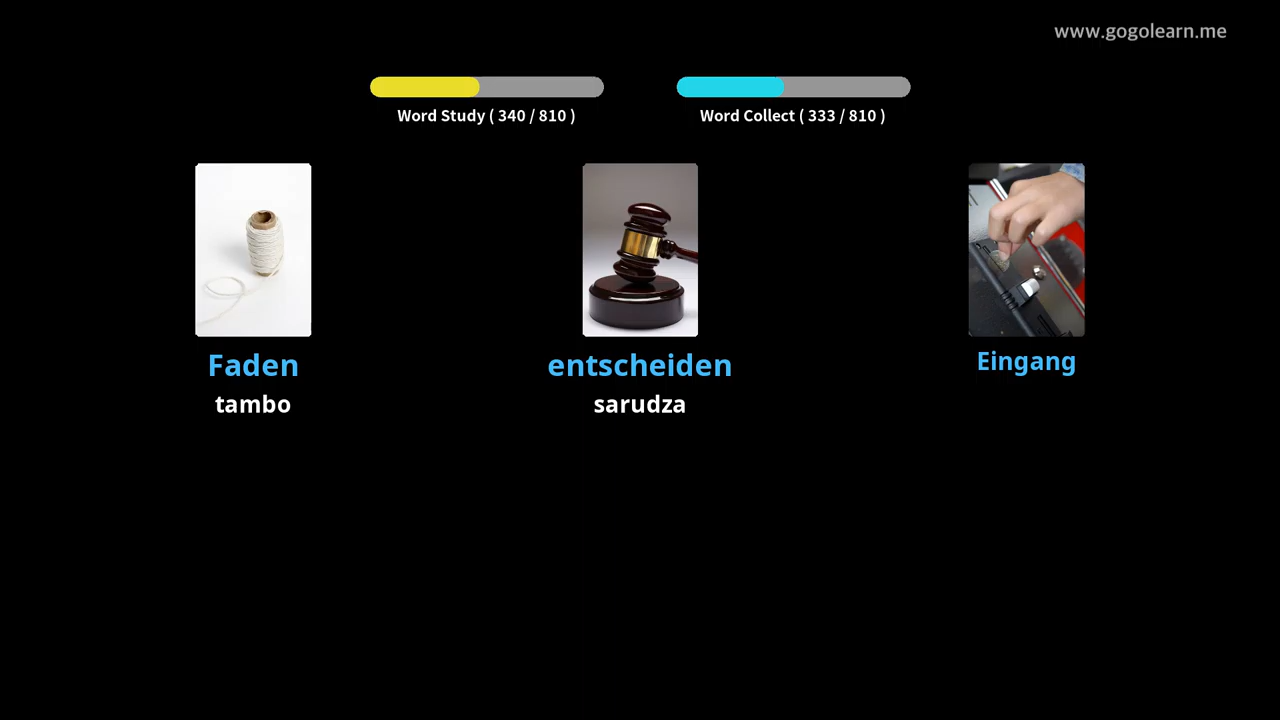 www.gogolearn.me
Word Study ( 340 / 810 )
Word Collect ( 333 / 810 )
Faden
tambo
entscheiden
sarudza
Eingang